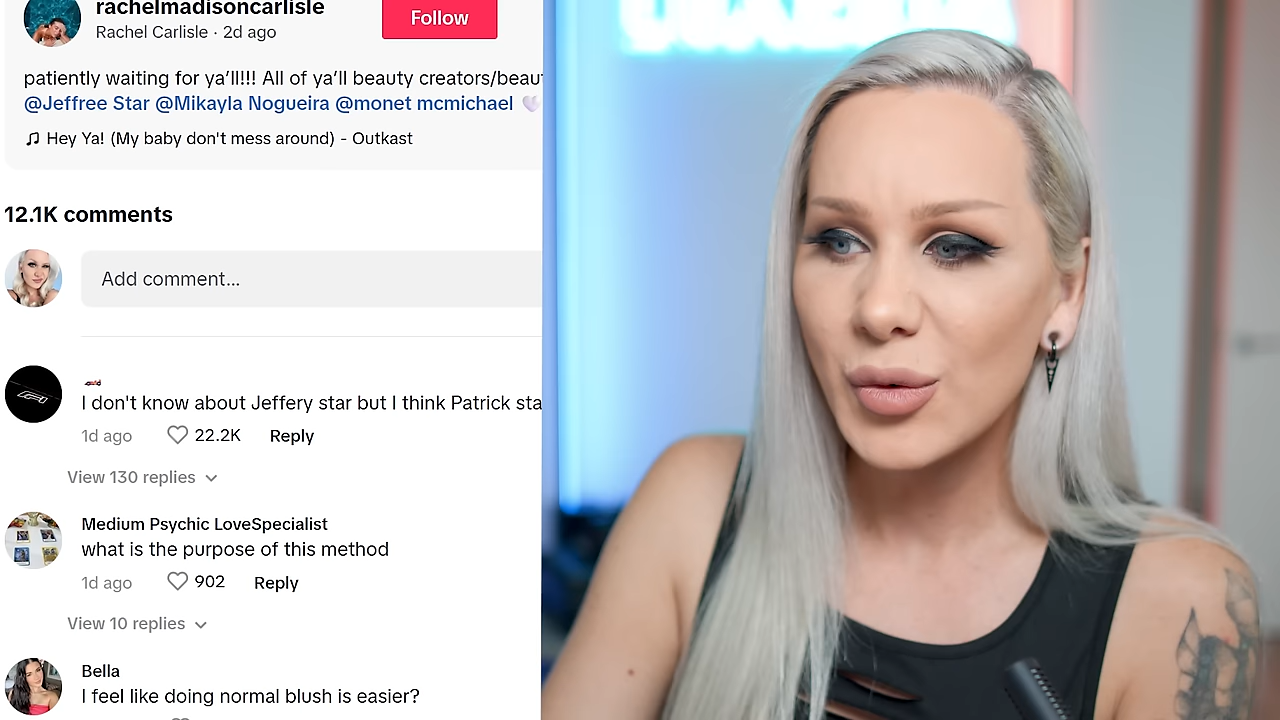 rachelmadisoncarlisle
Rachel Carlisle · 2d ago
Follow
patiently waiting for ya'll!!! All of ya'll beauty creators/beau
@Jeffree Star @Mikayla Nogueira @monet mcmichael
Hey Ya! (My baby don't mess around) - Outkast
12.1K comments
Add comment...
I don't know about Jeffery star but I think Patrick sta
1d ago 22.2K Reply
View 130 replies
Medium Psychic LoveSpecialist
what is the purpose of this method
1d ago 902 Reply
View 10 replies
Bella
I feel like doing normal blush is easier?